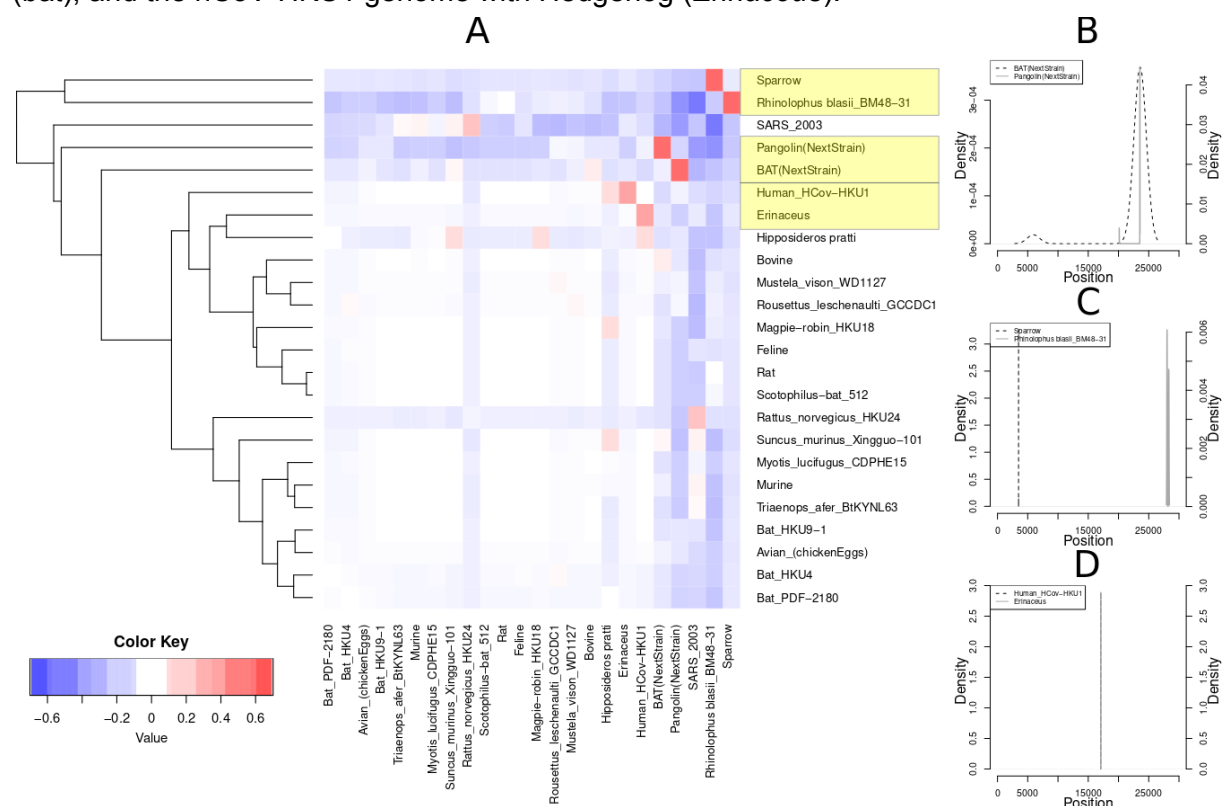 (bat), and the nCoV-HKU1 genome with Hedgehog (Erinaceus).
A
Sparrow
Rhinolophus blasii_BM48-31
SARS_2003
Pangolin(NextStrain)
BAT(NextStrain)
Human_HCov-HKU1
Erinaceus
Hipposideros pratti
Bovine
Mustela_vison_WD1127
Rousettus_leschenaulti_GCCDC1
Magpie-robin_HKU18
Feline
Rat
Scotophilus-bat_512
Rattus_norvegicus_HKU24
Suncus_murinus_Xingguo-101
Myotis_lucifugus_CDPHE15
Murine
Triaenops_afer_BtKYNL63
Bat_HKU9-1
Avian_(chickenEggs)
Bat_HKU4
Bat_PDF-2180
Bat_PDF-2180
Bat_HKU4
Avian_(chickenEggs)
Bat_HKU9-1
Triaenops_afer_BtKYNL63
Murine
Myotis_lucifugus_CDPHE15
Suncus_murinus_Xingguo-101
Rattus_norvegicus_HKU24
Scotophilus-bat_512
Rat
Feline
Magpie-robin_HKU18
Rousettus_leschenaulti_GCCDC1
Mustela_vison_WD1127
Bovine
Hipposideros pratti
Erinaceus
Human_HCov-HKU1
BAT(NextStrain)
Pangolin(NextStrain)
SARS_2003
Rhinolophus blasii_BM48-31
Sparrow
Color Key
-0.6 -0.2 0 0.2 0.4 0.6
Value
B
BAT(NextStrain)
Pangolin(NextStrain)
Density
0e+00 1e-04 2e-04 3e-04
0.00 0.01 0.02 0.03 0.04
Density
0 5000 15000 25000
Position
C
Sparrow
Rhinolophus blasii_BM48-31
Density
0.0 0.5 1.0 1.5 2.0 2.5 3.0
0.000 0.002 0.004 0.006
Density
0 5000 15000 25000
Position
D
Human_HCov-HKU1
Erinaceus
Density
0.0 0.5 1.0 1.5 2.0 2.5 3.0
0.0 0.5 1.0 1.5 2.0 2.5 3.0
Density
0 5000 15000 25000
Position